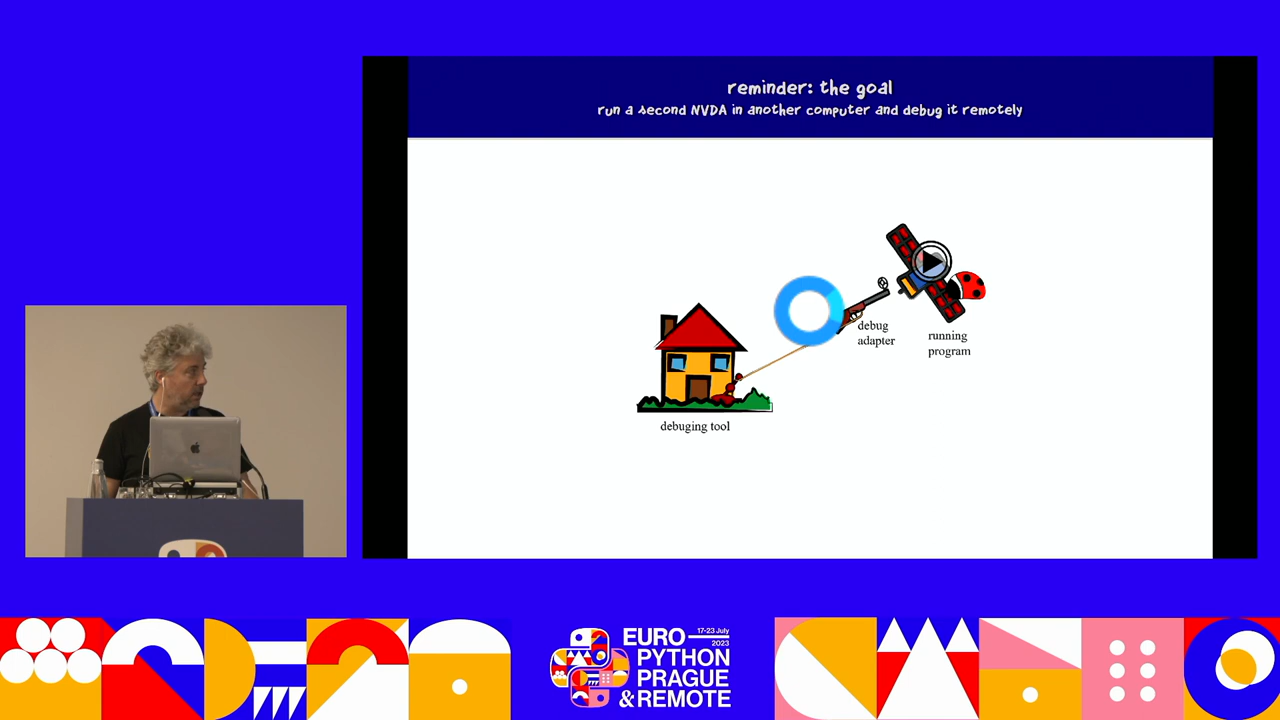 reminder: the goal
run a second NVDA in another computer and debug it remotely
debug
adapter
running
program
debuging tool
EURO
17-23 July
2023
PYTHON
PRAGUE
& REMOTE